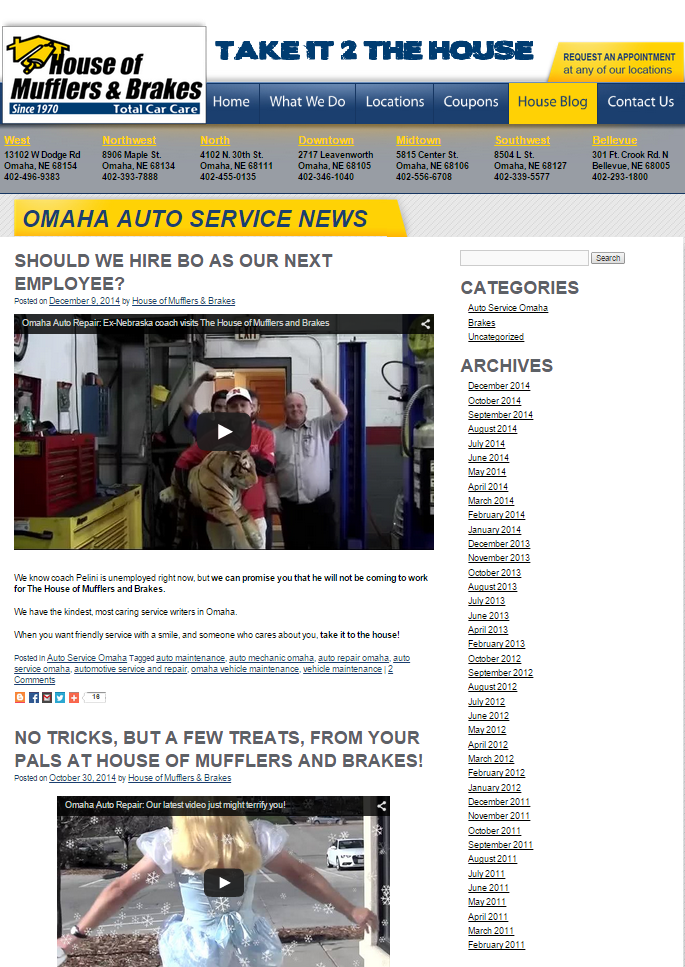 House of
Mufflers & Brakes
Since 1970 Total Car Care
TAKE IT 2 THE HOUSE
REQUEST AN APPOINTMENT
at any of our locations
Home What We Do Locations Coupons House Blog Contact Us
West
13102 W Dodge Rd
Omaha, NE 68154
402-496-9383
Northwest
8906 Maple St.
Omaha, NE 68134
402-393-7888
North
4102 N. 30th St.
Omaha, NE 68111
402-455-0135
Downtown
2717 Leavenworth
Omaha, NE 68105
402-346-1040
Midtown
5815 Center St.
Omaha, NE 68106
402-556-6708
Southwest
8504 L St.
Omaha, NE 68127
402-339-5577
Bellevue
301 Ft. Crook Rd. N
Bellevue, NE 68005
402-293-1800
OMAHA AUTO SERVICE NEWS
SHOULD WE HIRE BO AS OUR NEXT
EMPLOYEE?
Posted on December 9, 2014 by House of Mufflers & Brakes
Omaha Auto Repair: Ex-Nebraska coach visits The House of Mufflers and Brakes
EXIT
N
We know coach Pelini is unemployed right now, but we can promise you that he will not be coming to work
for The House of Mufflers and Brakes.
We have the kindest, most caring service writers in Omaha.
When you want friendly service with a smile, and someone who cares about you, take it to the house!
Posted in Auto Service Omaha Tagged auto maintenance, auto mechanic omaha, auto repair omaha, auto
service omaha, automotive service and repair, omaha vehicle maintenance, vehicle maintenance | 2
Comments
16
NO TRICKS, BUT A FEW TREATS, FROM YOUR
PALS AT HOUSE OF MUFFLERS AND BRAKES!
Posted on October 30, 2014 by House of Mufflers & Brakes
Omaha Auto Repair: Our latest video just might terrify you!
Search
CATEGORIES
Auto Service Omaha
Brakes
Uncategorized
ARCHIVES
December 2014
October 2014
September 2014
August 2014
July 2014
June 2014
May 2014
April 2014
March 2014
February 2014
January 2014
December 2013
November 2013
October 2013
August 2013
July 2013
June 2013
April 2013
February 2013
October 2012
September 2012
August 2012
July 2012
June 2012
May 2012
April 2012
March 2012
February 2012
January 2012
December 2011
November 2011
October 2011
September 2011
August 2011
July 2011
June 2011
May 2011
April 2011
March 2011
February 2011